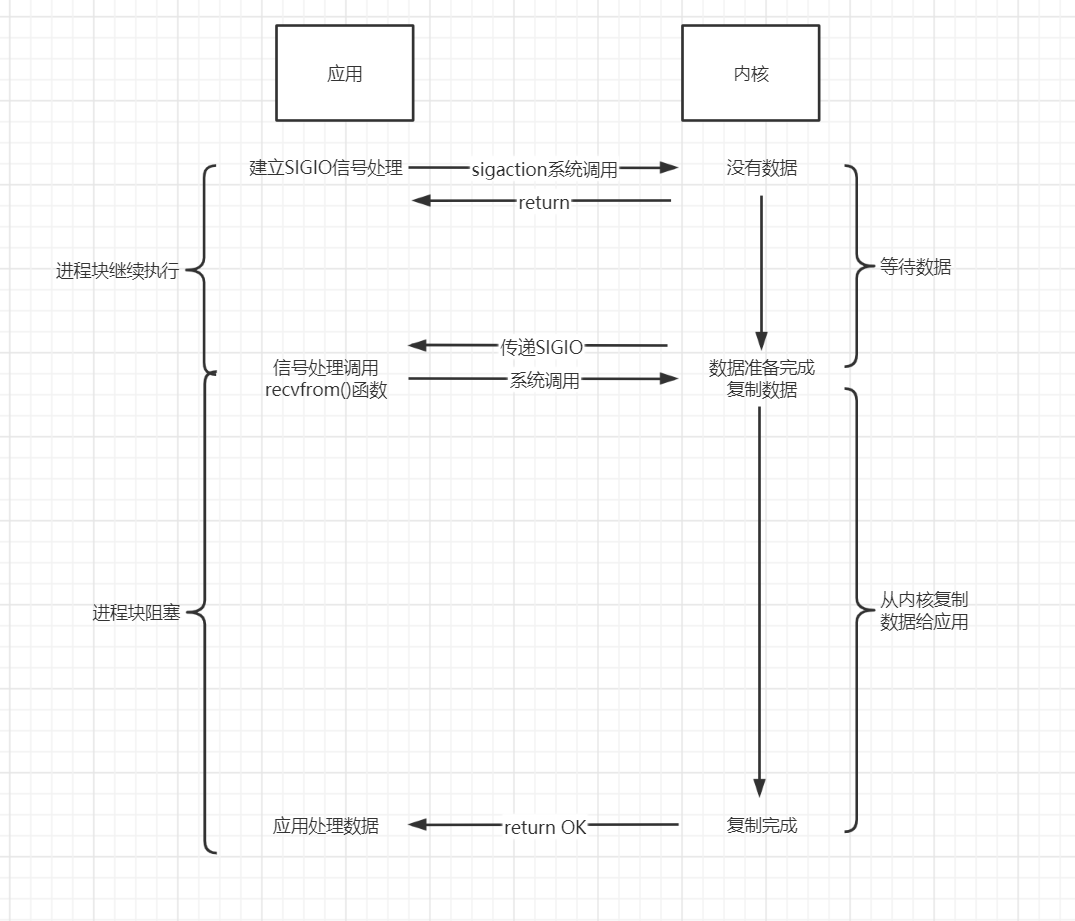 应用
内核
建立SIGIO信号处理
sigaction系统调用
没有数据
return
进程块继续执行
等待数据
传递SIGIO
信号处理调用
recvfrom()函数
系统调用
数据准备完成
复制数据
进程块阻塞
从内核复制
数据给应用
应用处理数据
return OK
复制完成